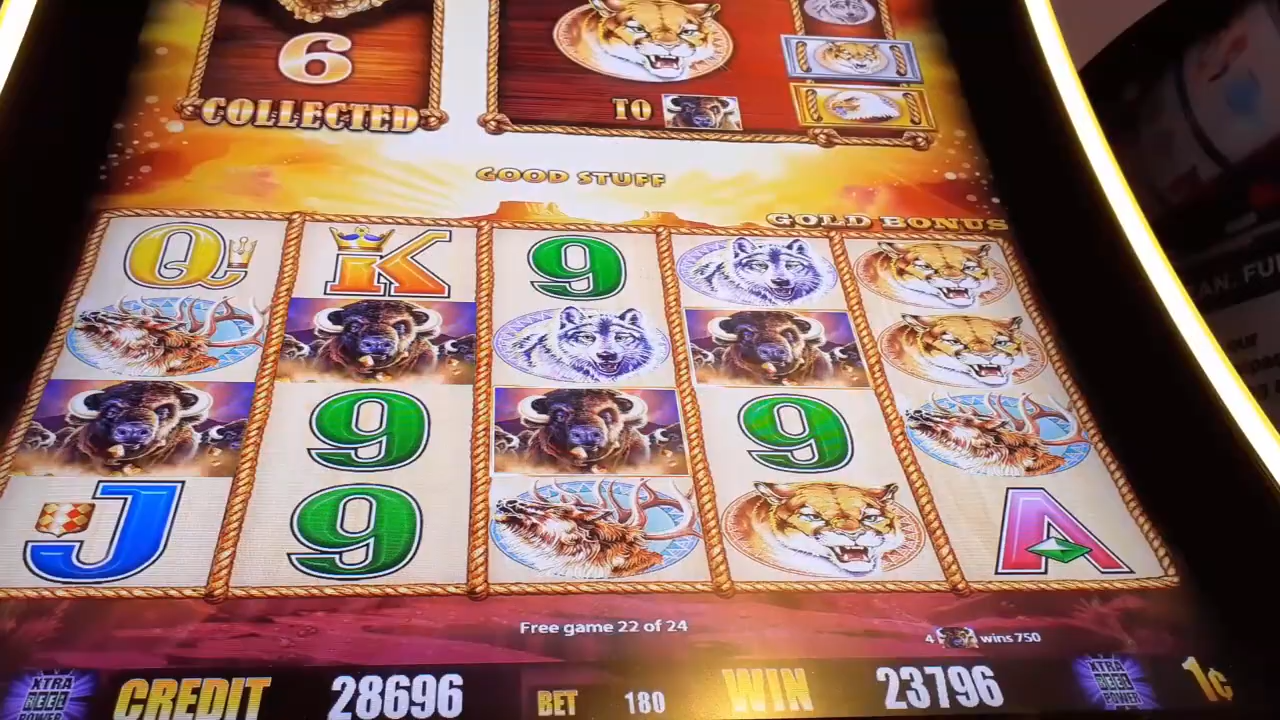 6
COLLECTED
TO
GOOD STUFF
GOLD BONUS
Q K 9
9
J 9 A
9
Free game 22 of 24
4 wins 750
XTRA REEL POWER
CREDIT 28696 BET 180 WIN 23796
XTRA REEL POWER
1¢